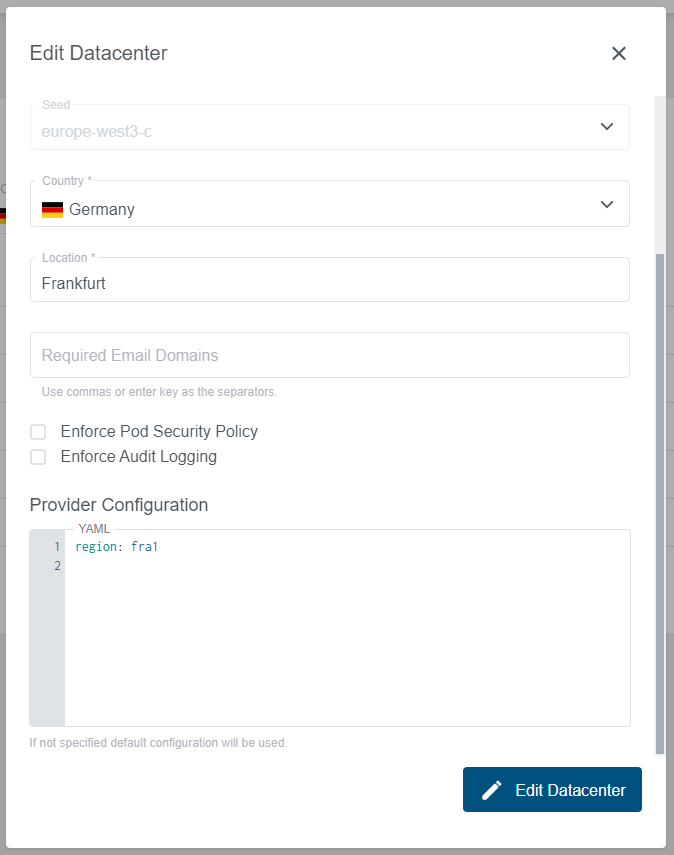 Edit Datacenter
Seed
europe-west3-c
Country *
Germany
Location *
Frankfurt
Required Email Domains
Use commas or enter key as the separators.
Enforce Pod Security Policy
Enforce Audit Logging
Provider Configuration
YAML
1 region: fra1
2
If not specified default configuration will be used.
Edit Datacenter